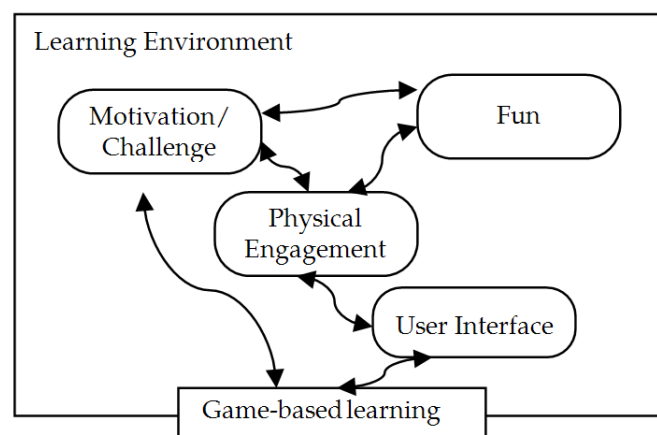 Learning Environment
Motivation/
Challenge
Fun
Physical
Engagement
User Interface
Game-based learning